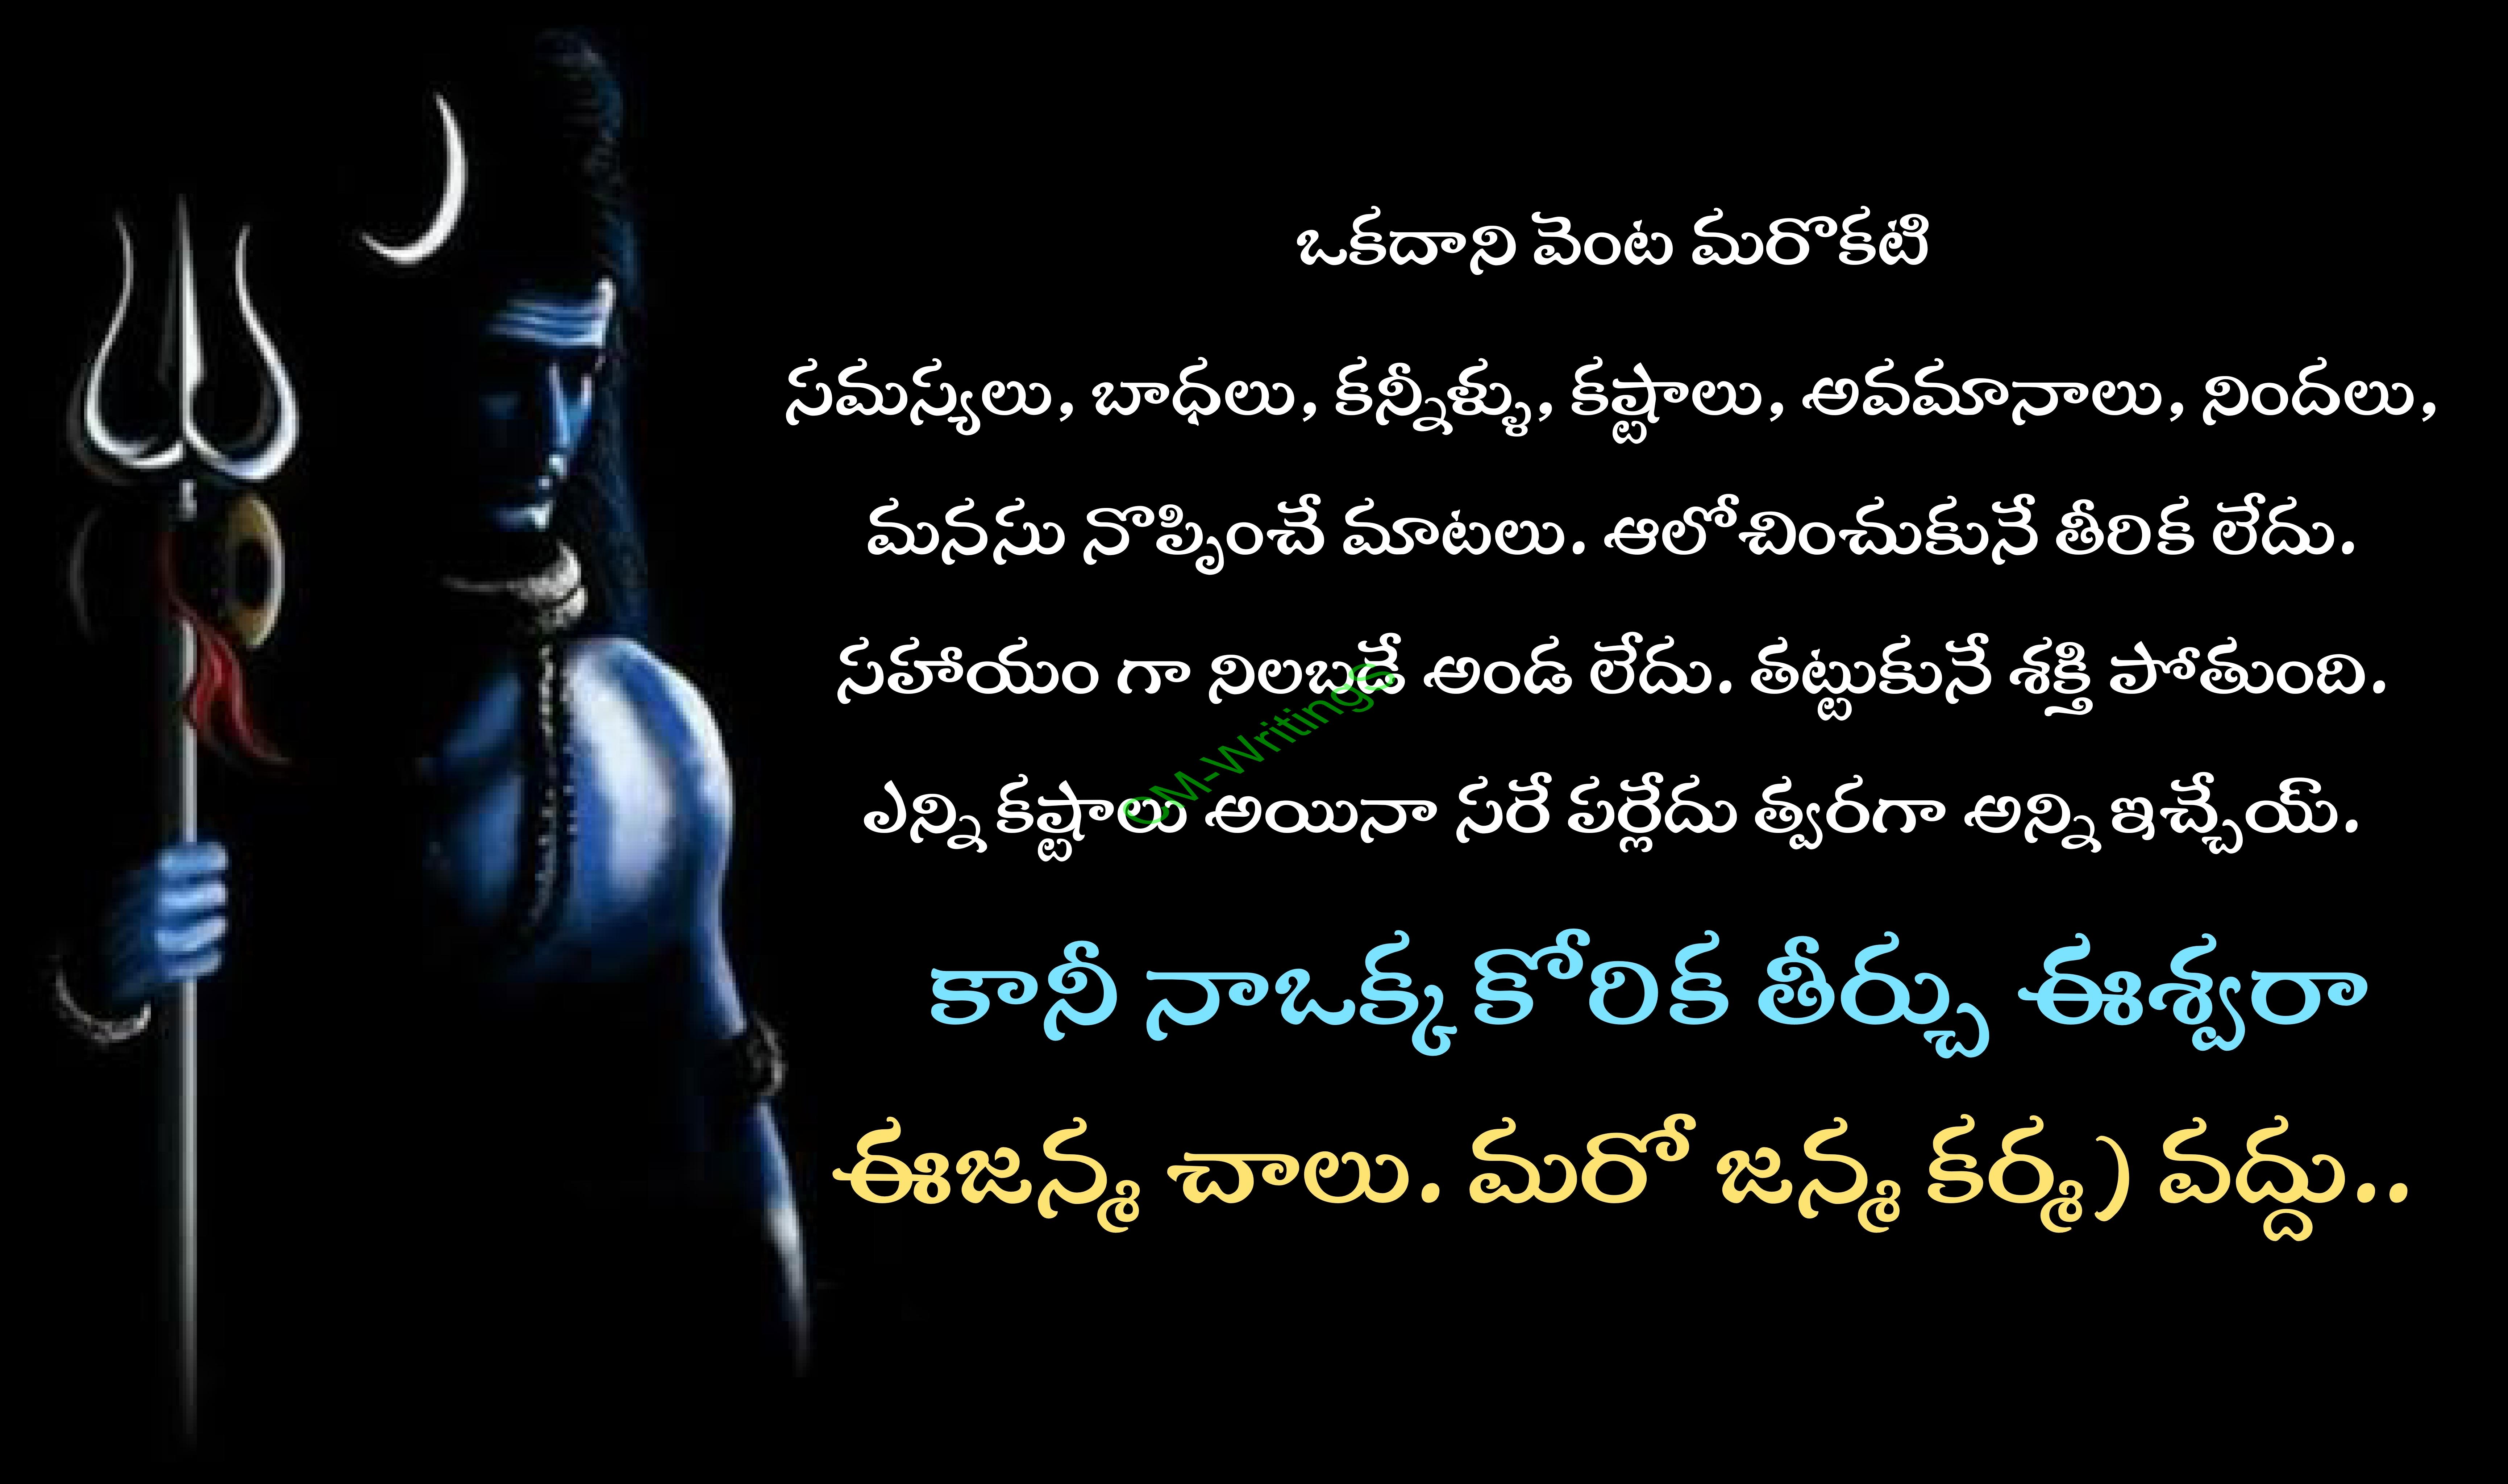 ఒకదాని వెంట మరొకటి
సమస్యలు, బాధలు, కన్నీళ్ళు, కష్టాలు, అవమానాలు, నిందలు,
మనసు నొప్పించే మాటలు. ఆలోచించుకునే తీరిక లేదు.
సహాయం గా నిలబడే అండ లేదు. తట్టుకునే శక్తి పోతుంది.
OM-Writings
ఎన్ని కష్టాలు అయినా సరే పర్లేదు త్వరగా అన్ని ఇచ్చేయ్.
కానీ నాఒక్క కోరిక తీర్చు ఈశ్వరా
ఈజన్మ చాలు. మరో జన్మ కర్మ) వద్దు..